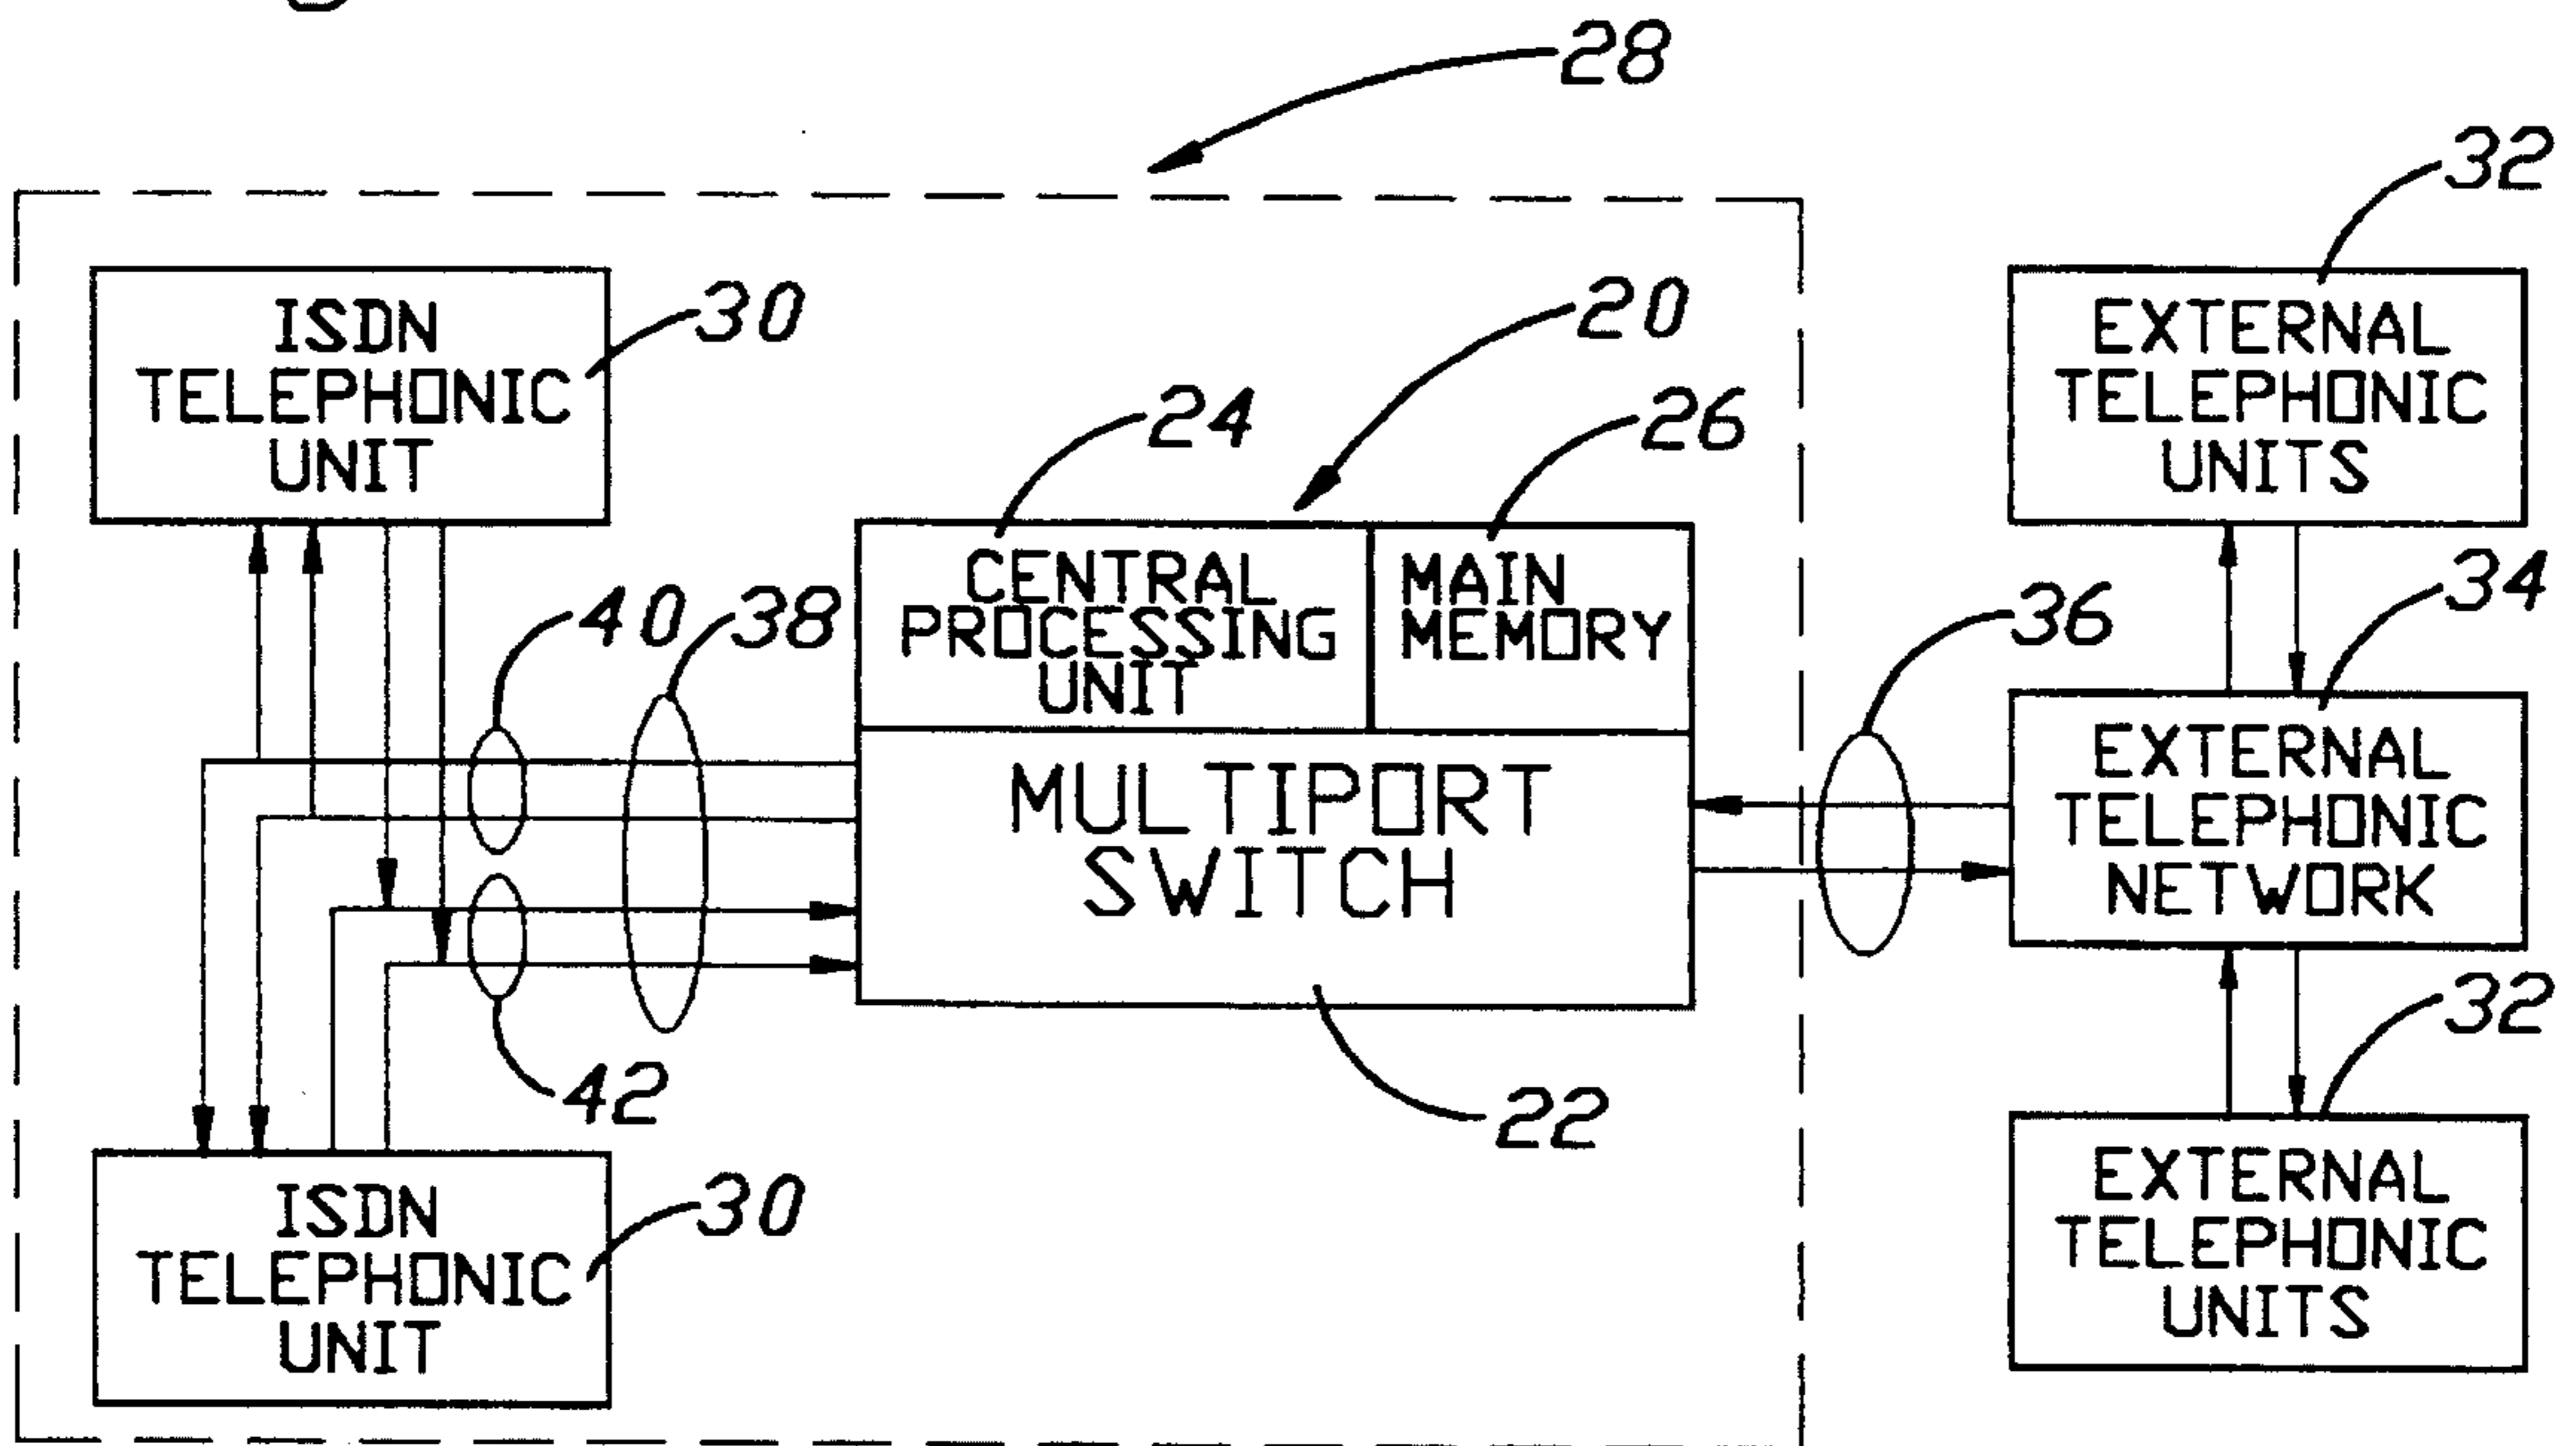 28
32
ISDN
TELEPHONIC
UNIT
30
20
EXTERNAL
TELEPHONIC
UNITS
24
26
CENTRAL
PROCESSING
UNIT
MAIN
MEMORY
40
38
36
34
MULTIPORT
SWITCH
EXTERNAL
TELEPHONIC
NETWORK
42
22
32
ISDN
TELEPHONIC
UNIT
30
EXTERNAL
TELEPHONIC
UNITS